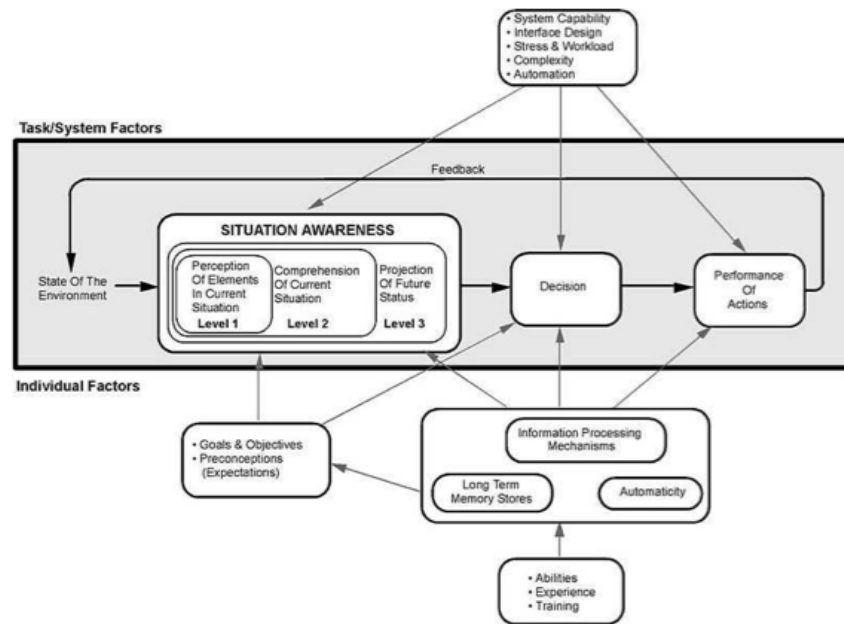 • System Capability
• Interface Design
• Stress & Workload
• Complexity
• Automation
Task/System Factors
Feedback
SITUATION AWARENESS
State Of The
Environment
Perception
Of Elements
In Current
Situation
Level 1
Comprehension
Of Current
Situation
Level 2
Projection
Of Future
Status
Level 3
Decision
Performance
Of
Actions
Individual Factors
• Goals & Objectives
• Preconceptions
(Expectations)
Information Processing
Mechanisms
Long Term
Memory Stores
Automaticity
• Abilities
• Experience
• Training